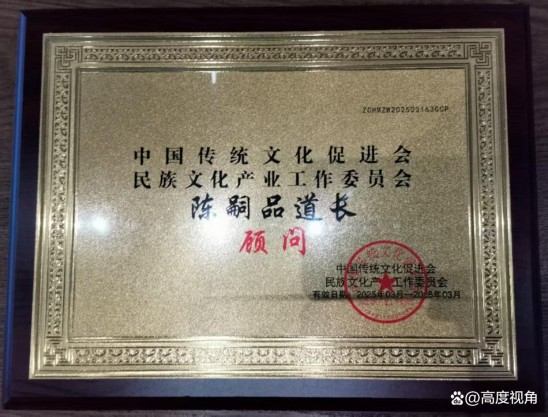 中国传统文化促进会
民族文化产业工作委员会
陈嗣品道长
顾问
中国传统文化促进会
民族文化产业工作委员会
@高度视角